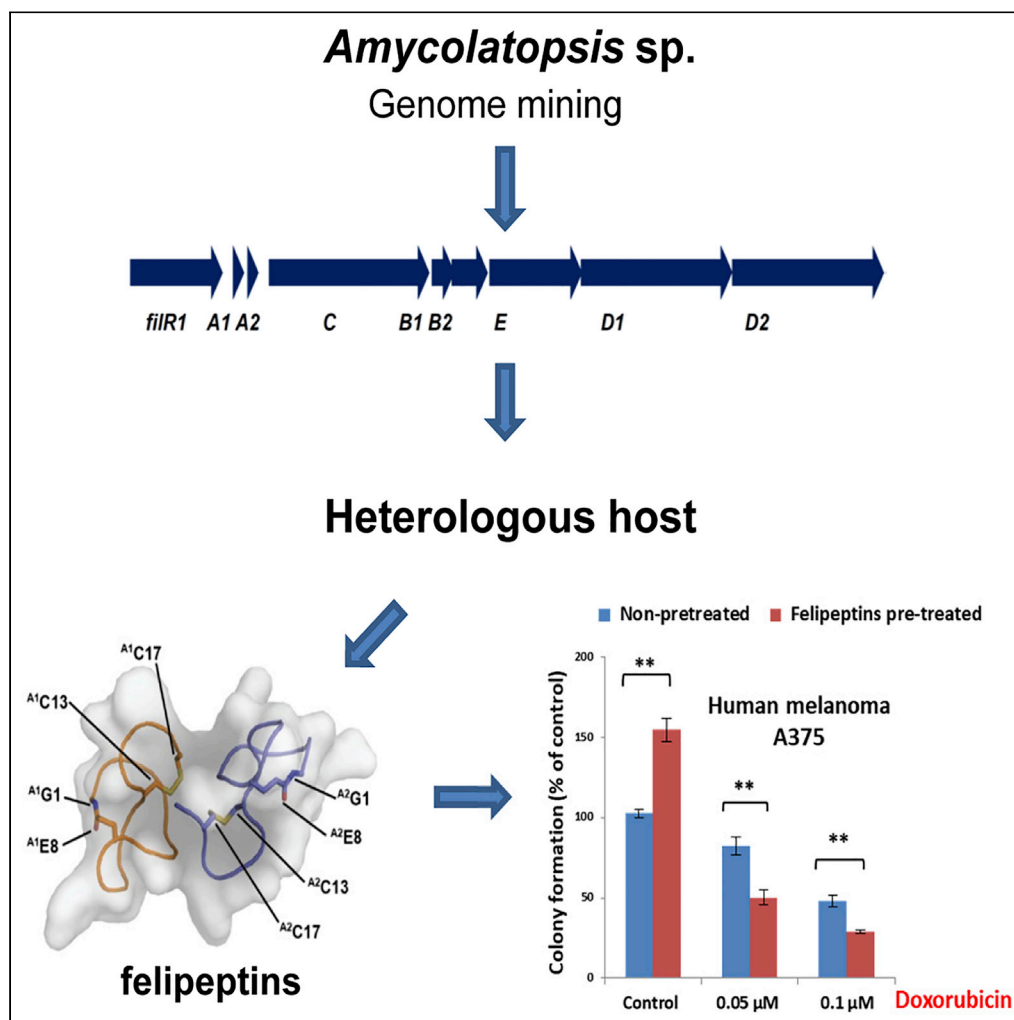 Amycolatopsis sp.
Genome mining
filR1 A1 A2 C B1 B2 E D1 D2
Heterologous host
A1C17
A1C13
A1G1
A1E8
A2G1
A2E8
A2C13
A2C17
felipeptins
Non-pretreated Felipeptins pre-treated
Human melanoma
A375
Colony formation (% of control)
200
150
100
50
0
**
**
**
Control 0.05 µM 0.1 µM Doxorubicin